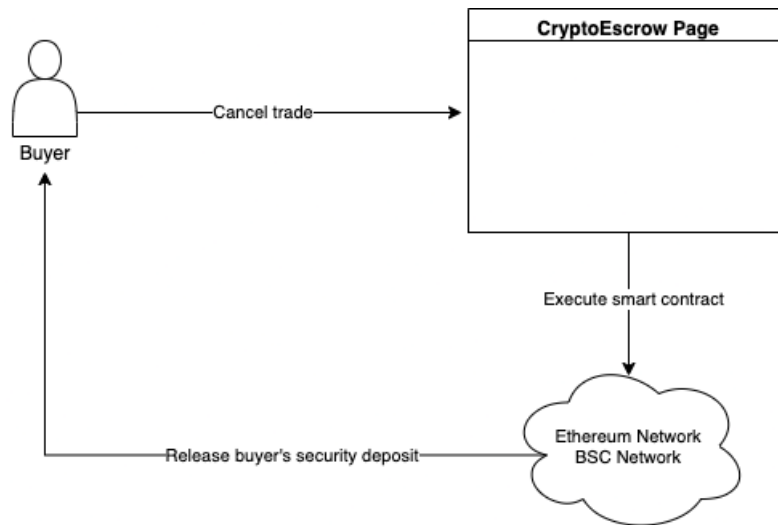 CryptoEscrow Page
Cancel trade
Buyer
Execute smart contract
Ethereum Network
BSC Network
Release buyer's security deposit